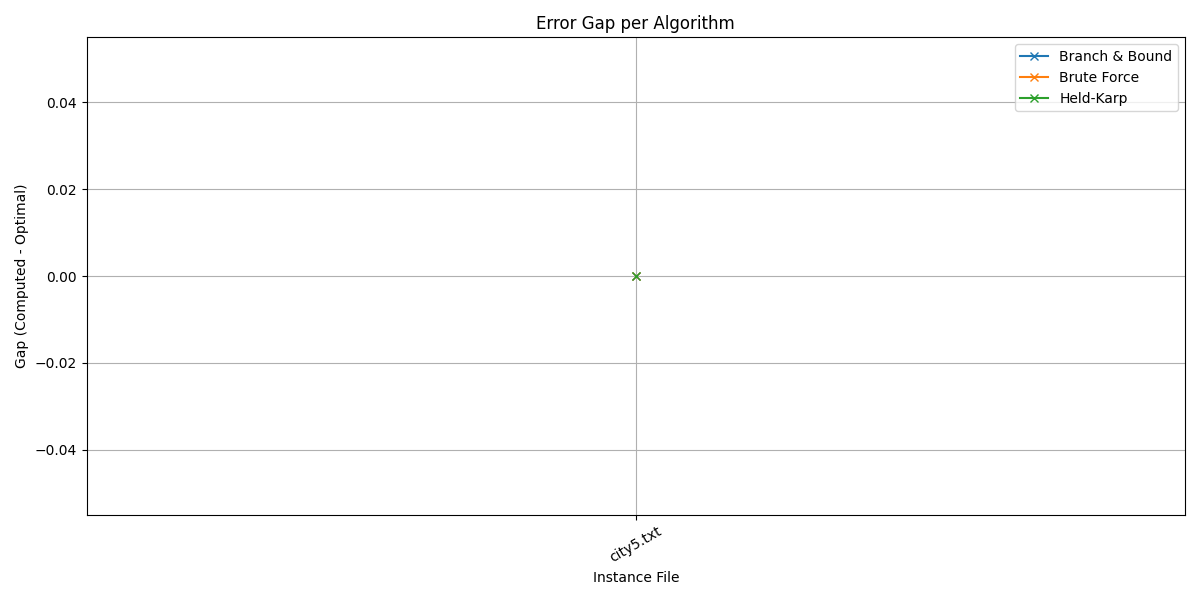 Error Gap per Algorithm
Branch & Bound
Brute Force
Held-Karp
0.04
0.02
0.00
−0.02
−0.04
Gap (Computed - Optimal)
city5.txt
Instance File